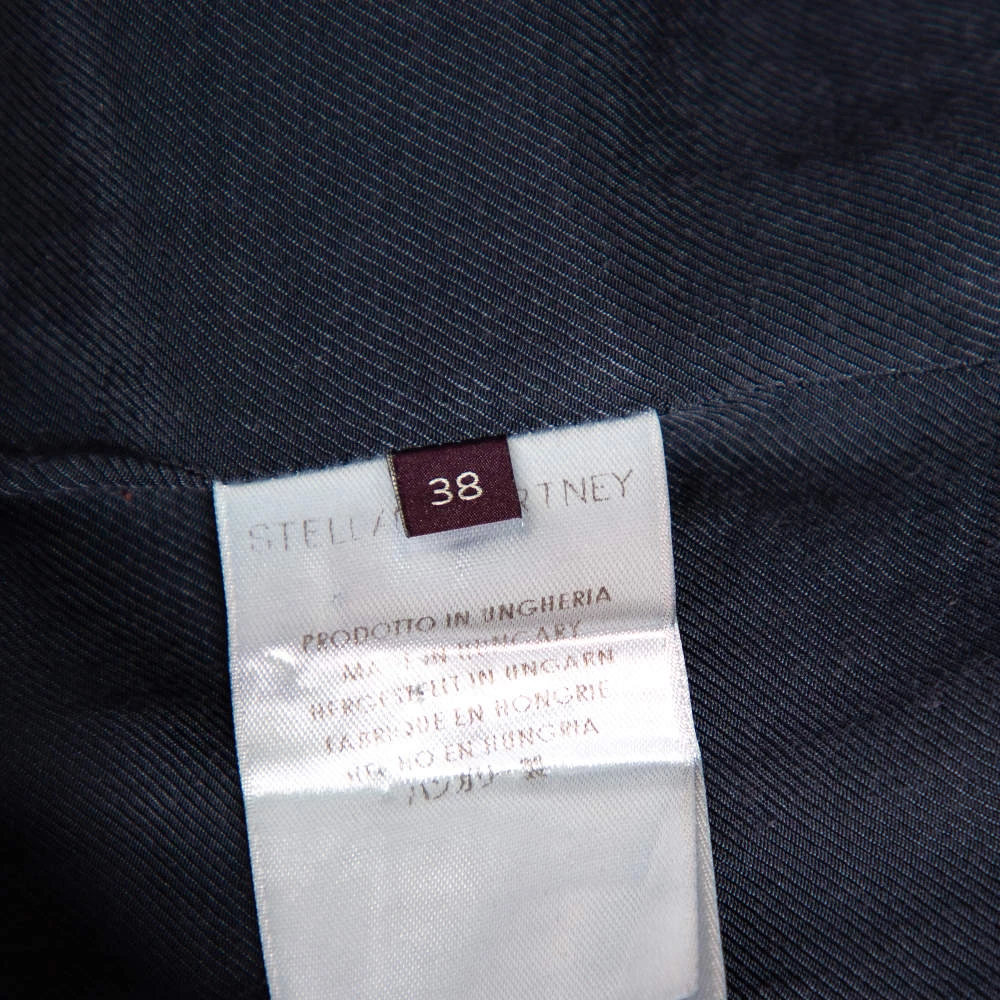 38
STELLA RTNEY
PRODOTTO IN UNGHERIA
MADE IN HUNGARY
HERGESTELLT IN UNGARN
FABRIQUE EN HONGRIE
HECHO EN HUNGRIA
ハンガリー製